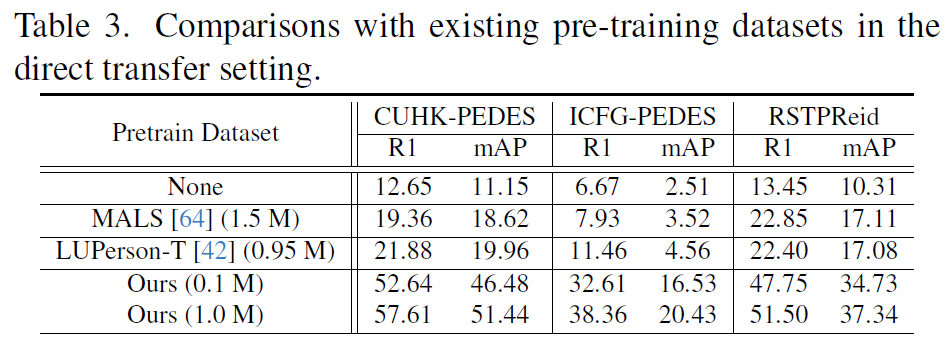 Table 3. Comparisons with existing pre-training datasets in the
direct transfer setting.
Pretrain Dataset CUHK-PEDES ICFG-PEDES RSTPReid
R1 mAP R1 mAP R1 mAP
None 12.65 11.15 6.67 2.51 13.45 10.31
MALS [64] (1.5 M) 19.36 18.62 7.93 3.52 22.85 17.11
LUPerson-T [42] (0.95 M) 21.88 19.96 11.46 4.56 22.40 17.08
Ours (0.1 M) 52.64 46.48 32.61 16.53 47.75 34.73
Ours (1.0 M) 57.61 51.44 38.36 20.43 51.50 37.34